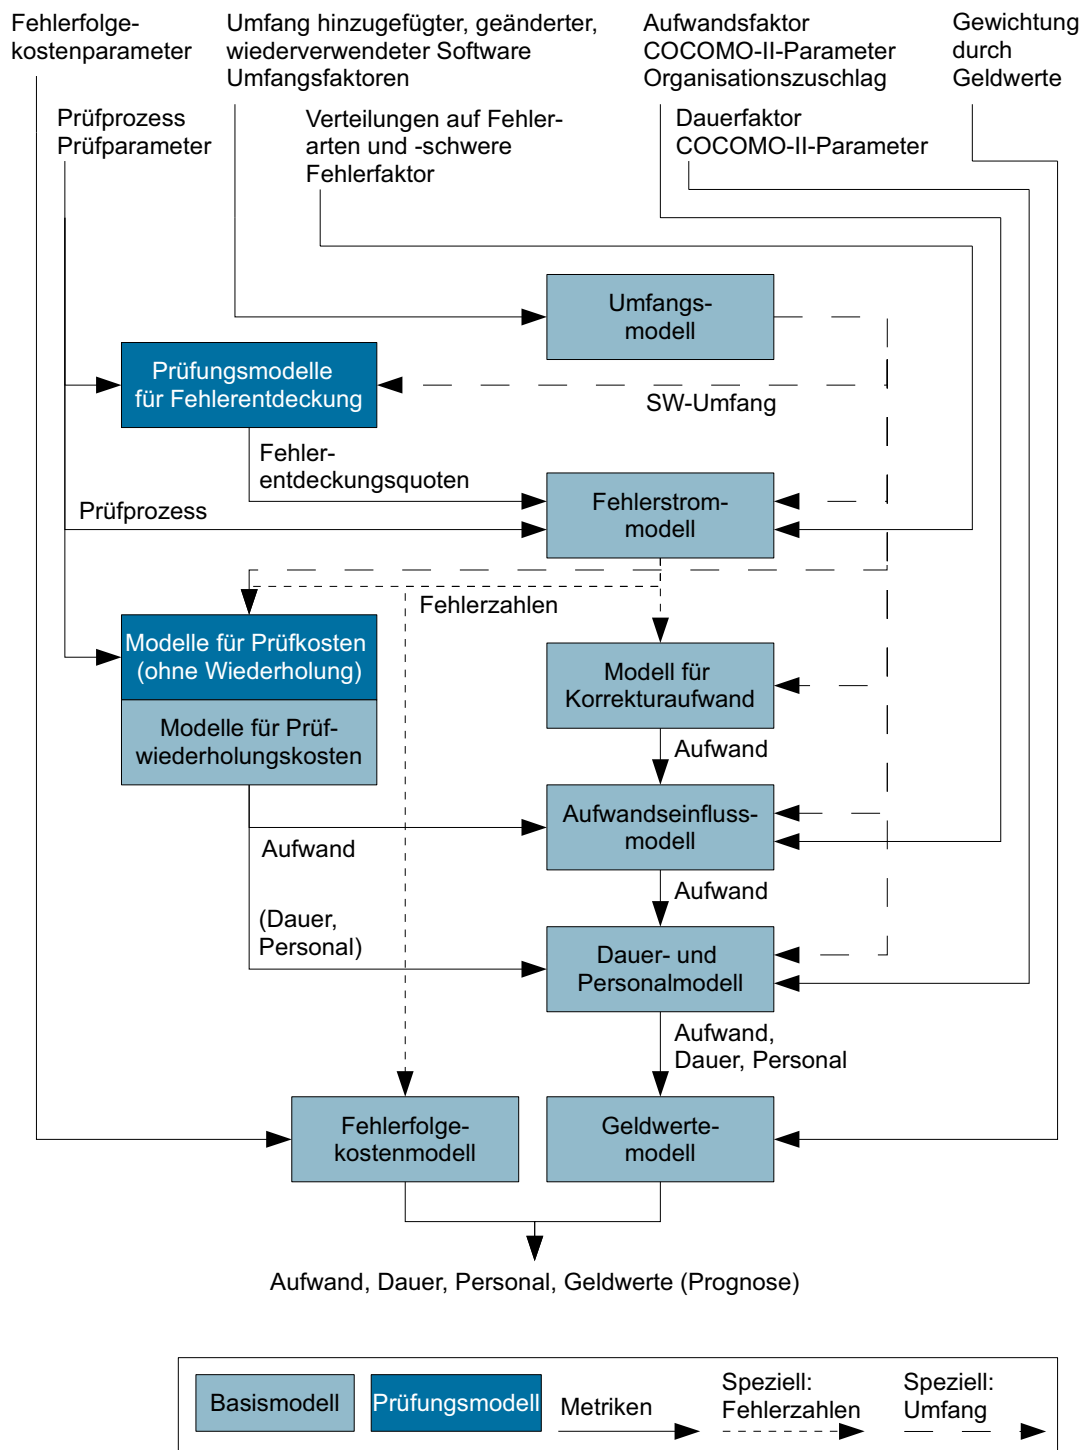 Fehlerfolge-
kostenparameter
Umfang hinzugefügter, geänderter,
wiederverwendeter Software
Umfangsfaktoren
Aufwandsfaktor
COCOMO-II-Parameter
Organisationszuschlag
Gewichtung
durch
Geldwerte
Prüfprozess
Prüfparameter
Verteilungen auf Fehler-
arten und -schwere
Fehlerfaktor
Dauerfaktor
COCOMO-II-Parameter
Umfangs-
modell
Prüfungsmodelle
für Fehlerentdeckung
SW-Umfang
Fehler-
entdeckungsquoten
Prüfprozess
Fehlerstrom-
modell
Fehlerzahlen
Modelle für Prüfkosten
(ohne Wiederholung)
Modelle für Prüf-
wiederholungskosten
Modell für
Korrekturaufwand
Aufwand
Aufwandseinfluss-
modell
Aufwand
Aufwand
(Dauer,
Personal)
Dauer- und
Personalmodell
Aufwand,
Dauer, Personal
Fehlerfolge-
kostenmodell
Geldwerte-
modell
Aufwand, Dauer, Personal, Geldwerte (Prognose)
Basismodell
Prüfungsmodell
Metriken
Speziell:
Fehlerzahlen
Speziell:
Umfang